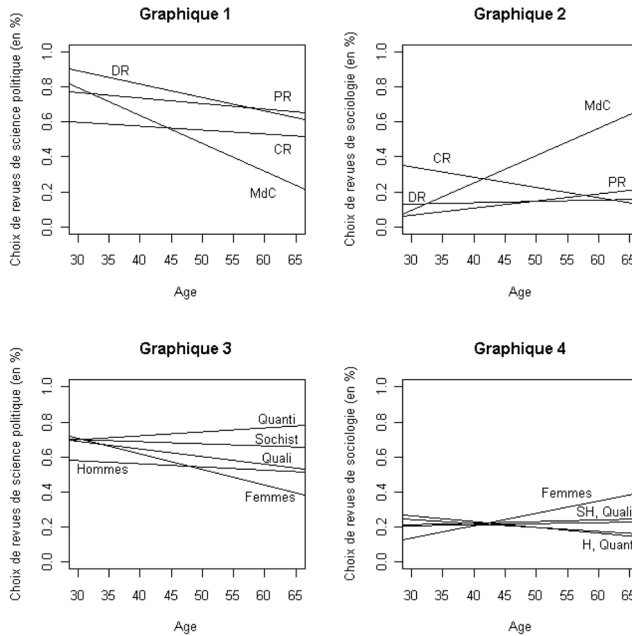 Graphique 1
Choix de revues de science politique (en %)
1.0
0.8
0.6
0.4
0.2
0.0
DR
PR
CR
MdC
30 35 40 45 50 55 60 65
Age
Graphique 2
Choix de revues de sociologie (en %)
1.0
0.8
0.6
0.4
0.2
0.0
MdC
CR
PR
DR
30 35 40 45 50 55 60 65
Age
Graphique 3
Choix de revues de science politique (en %)
1.0
0.8
0.6
0.4
0.2
0.0
Quanti
Sochist
Quali
Hommes
Femmes
30 35 40 45 50 55 60 65
Age
Graphique 4
Choix de revues de sociologie (en %)
1.0
0.8
0.6
0.4
0.2
0.0
Femmes
SH, Quali
H, Quant
30 35 40 45 50 55 60 65
Age